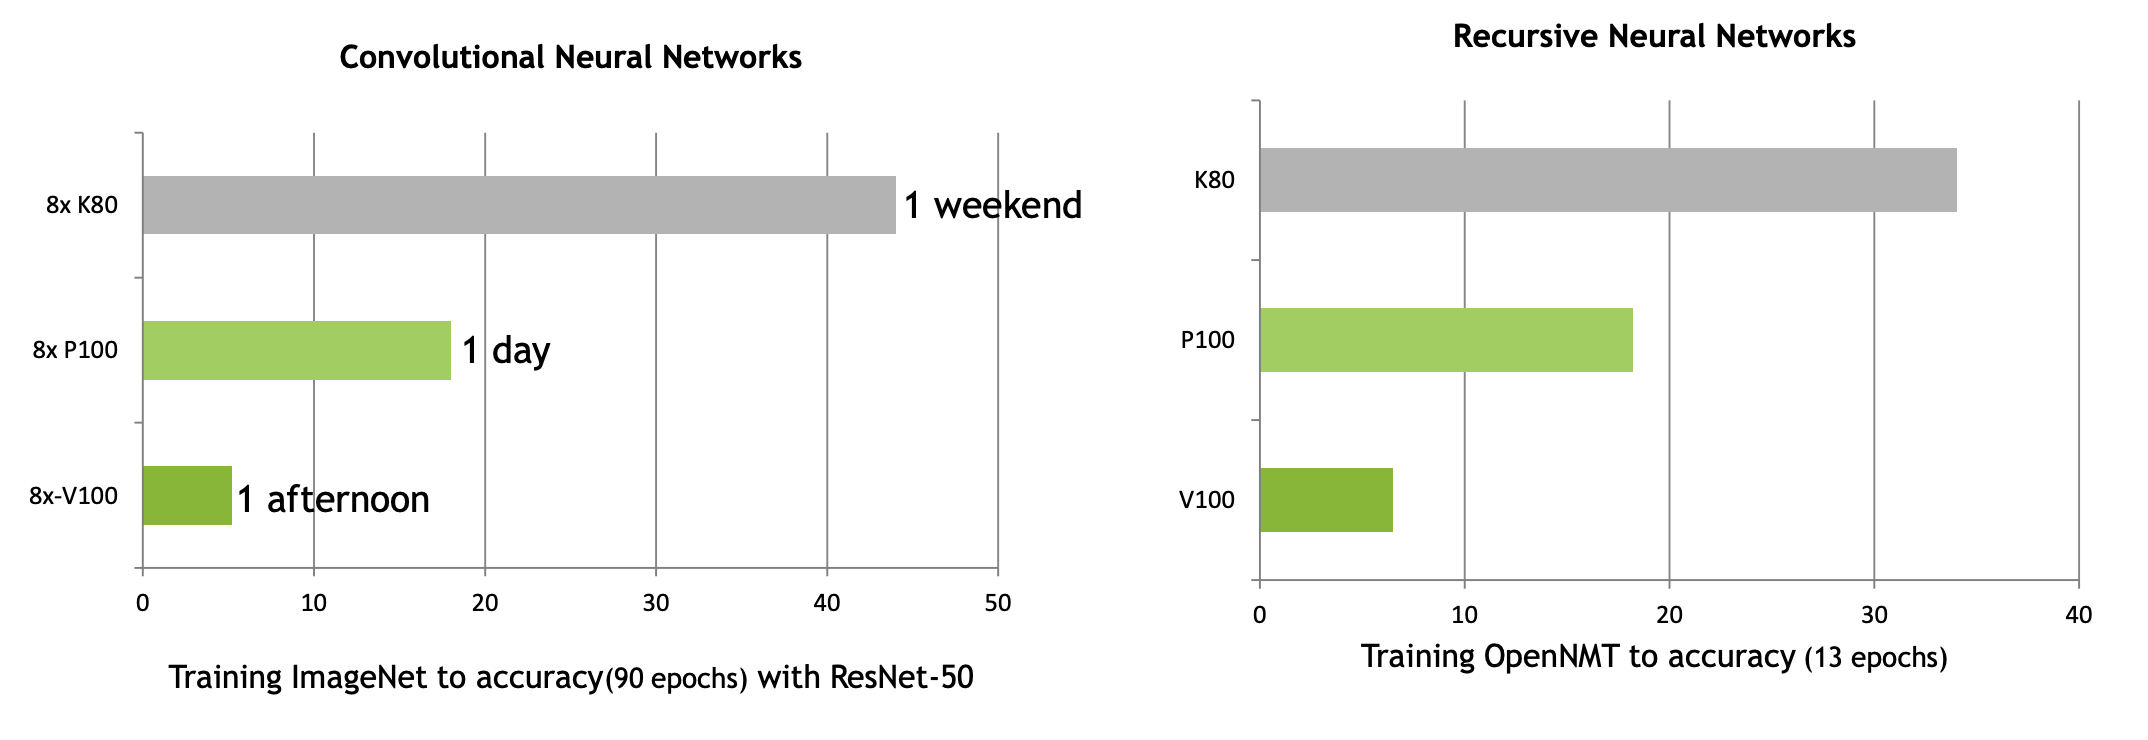 Convolutional Neural Networks
8x K80
1 weekend
8x P100
1 day
8x-V100
1 afternoon
0 10 20 30 40 50
Training ImageNet to accuracy(90 epochs) with ResNet-50
Recursive Neural Networks
K80
P100
V100
0 10 20 30 40
Training OpenNMT to accuracy (13 epochs)